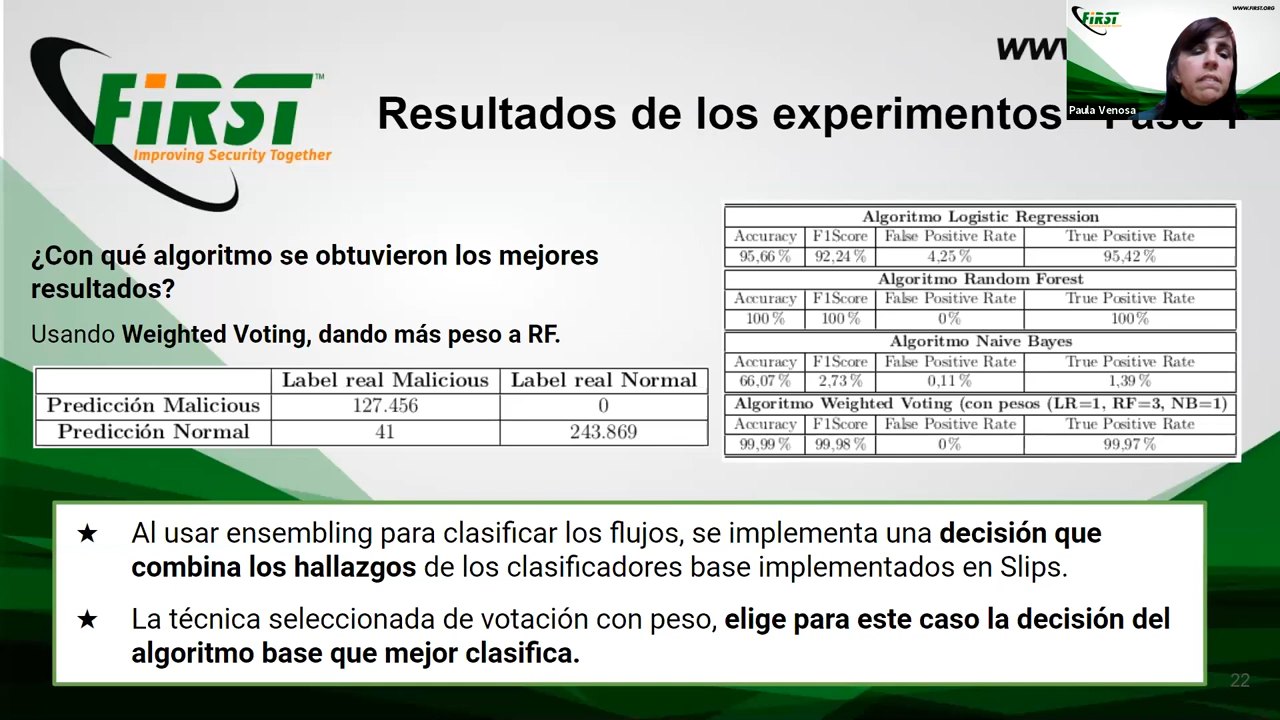 WWW
FiRST™
Improving Security Together
Resultados de los experimentos
FiRST
WWW.FIRST.ORG
Paula Venosa
¿Con qué algoritmo se obtuvieron los mejores
resultados?
Usando Weighted Voting, dando más peso a RF.
Label real Malicious Label real Normal
Predicción Malicious 127.456 0
Predicción Normal 41 243.869
Algoritmo Logistic Regression
Accuracy F1Score False Positive Rate True Positive Rate
95,66 % 92,24 % 4,25 % 95,42 %
Algoritmo Random Forest
Accuracy F1Score False Positive Rate True Positive Rate
100 % 100 % 0 % 100 %
Algoritmo Naive Bayes
Accuracy F1Score False Positive Rate True Positive Rate
66,07 % 2,73 % 0,11 % 1,39 %
Algoritmo Weighted Voting (con pesos (LR=1, RF=3, NB=1)
Accuracy F1Score False Positive Rate True Positive Rate
99,99 % 99,98 % 0 % 99,97 %
★ Al usar ensembling para clasificar los flujos, se implementa una decisión que
combina los hallazgos de los clasificadores base implementados en Slips.
★ La técnica seleccionada de votación con peso, elige para este caso la decisión del
algoritmo base que mejor clasifica.
22